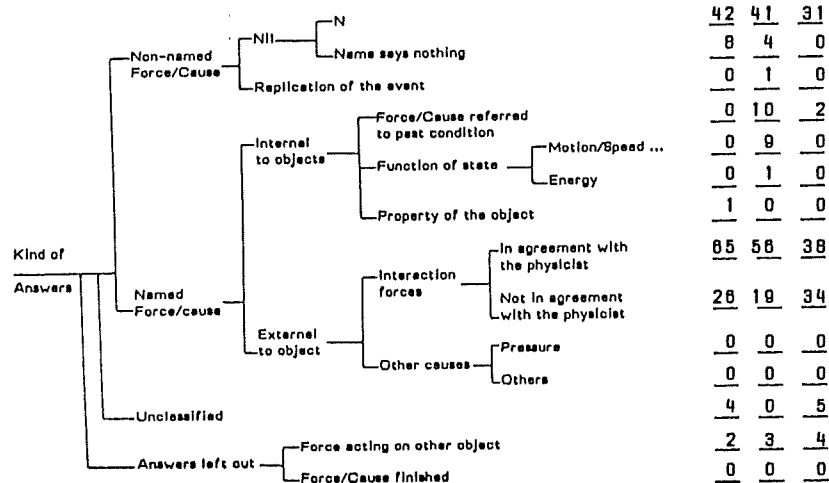 N 42 41 31
Nil
Non-named
Force/Cause
Name says nothing 8 4 0
Replication of the event 0 1 0
Force/Cause referred
to past condition 0 10 2
Internal
to objects
Function of state
Motion/Speed ... 0 9 0
Energy 0 1 0
Property of the object 1 0 0
Kind of
Answers
Named
Force/cause
In agreement with
the physicist 65 56 38
Interaction
forces
Not in agreement
with the physicist 26 19 34
External
to object
Pressure 0 0 0
Other causes
Others 0 0 0
Unclassified 4 0 5
Force acting on other object 2 3 4
Answers left out
Force/Cause finished 0 0 0